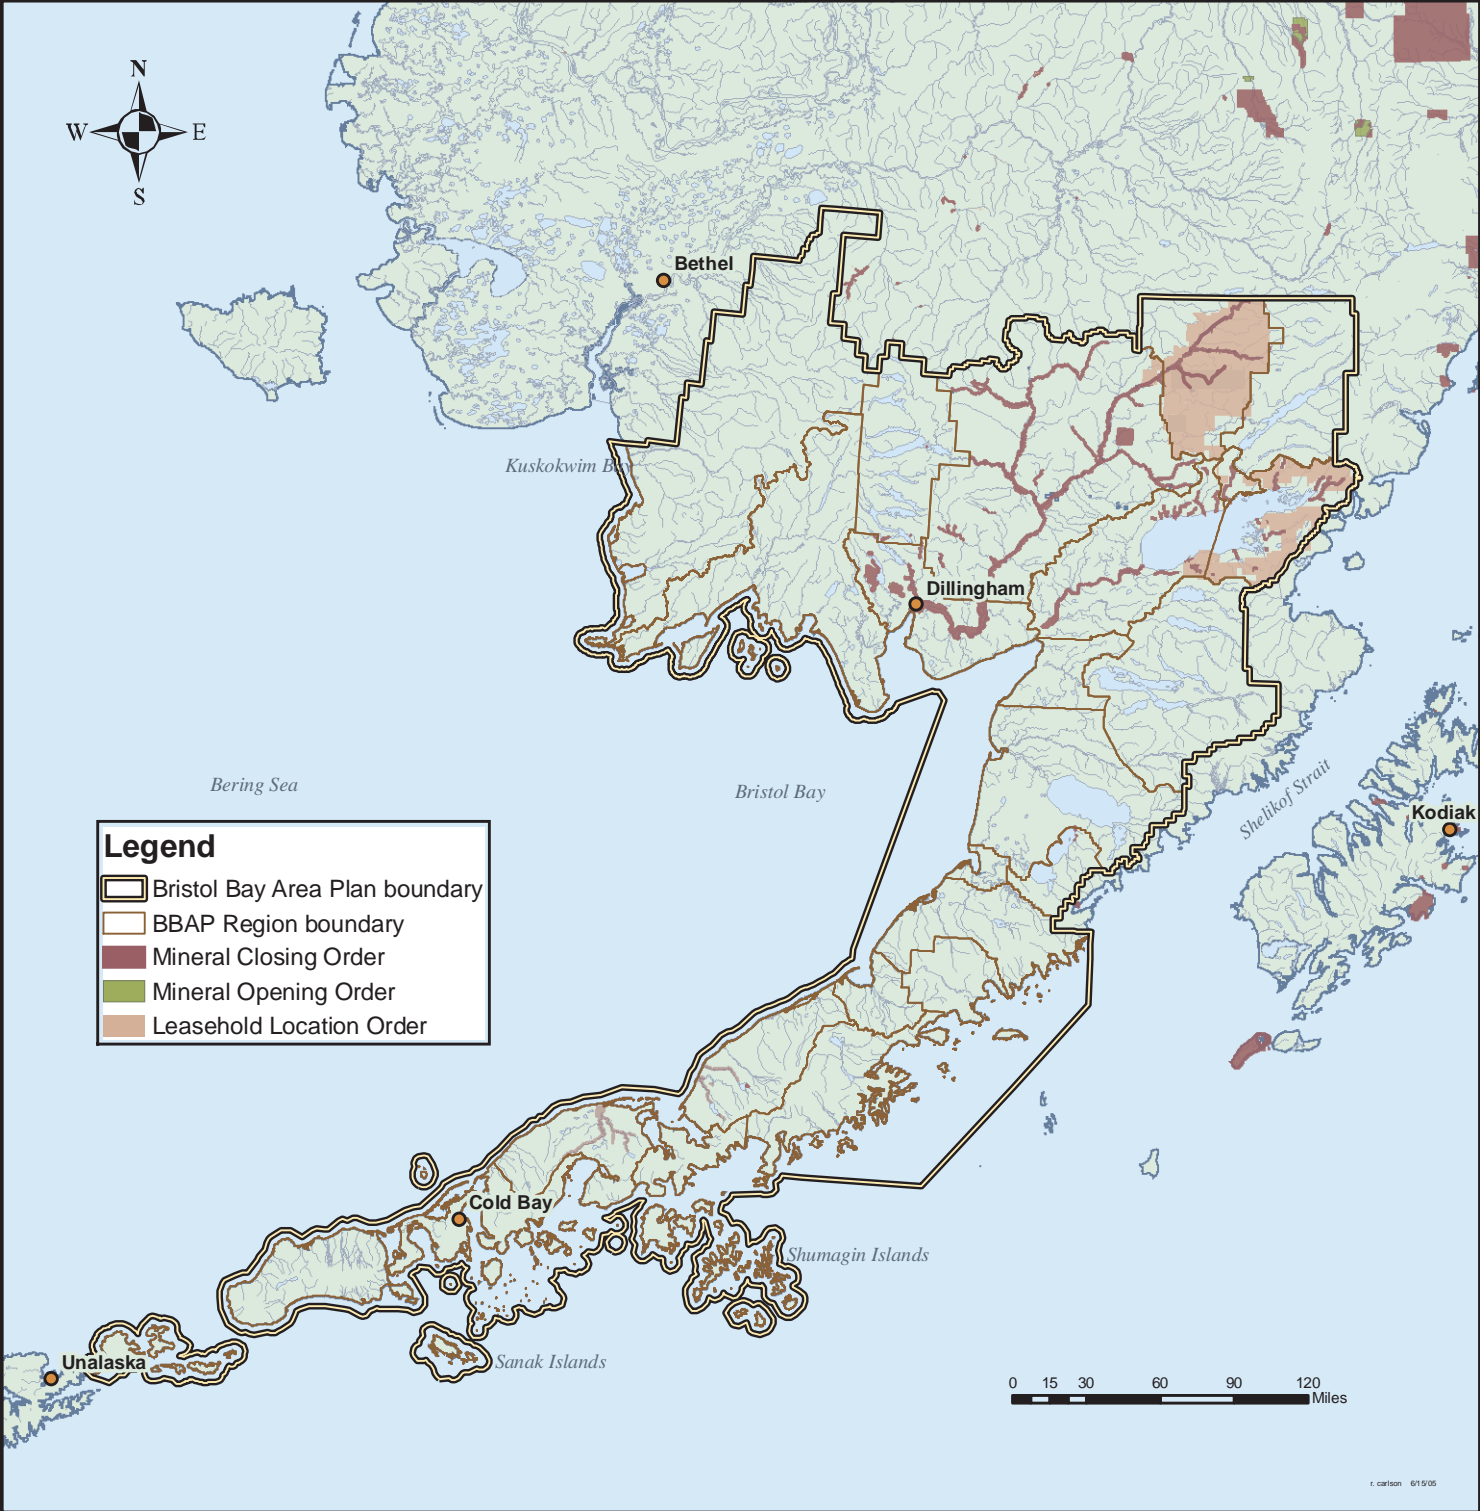 N
W E
S
Bethel
Kuskokwim Bay
Dillingham
Bering Sea
Bristol Bay
Shelikof Strait
Kodiak
Legend
Bristol Bay Area Plan boundary
BBAP Region boundary
Mineral Closing Order
Mineral Opening Order
Leasehold Location Order
Cold Bay
Shumagin Islands
Sanak Islands
Unalaska
0 15 30 60 90 120
Miles
r. carlson 6/15/05